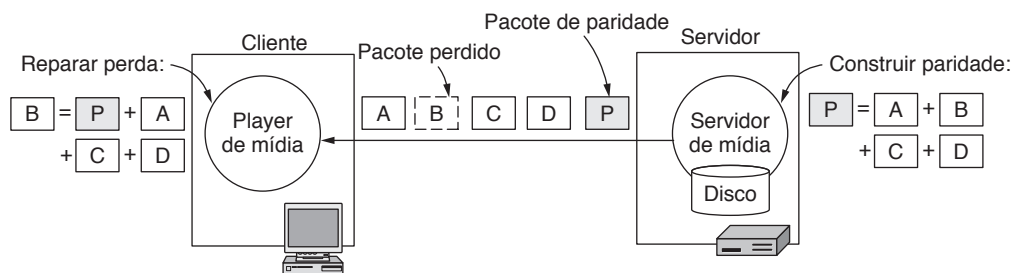 Pacote de paridade
Cliente
Servidor
Pacote perdido
Reparar perda:
Construir paridade:
B = P + A
+ C + D
Player
de mídia
A B C D P
Servidor
de mídia
Disco
P = A + B
+ C + D